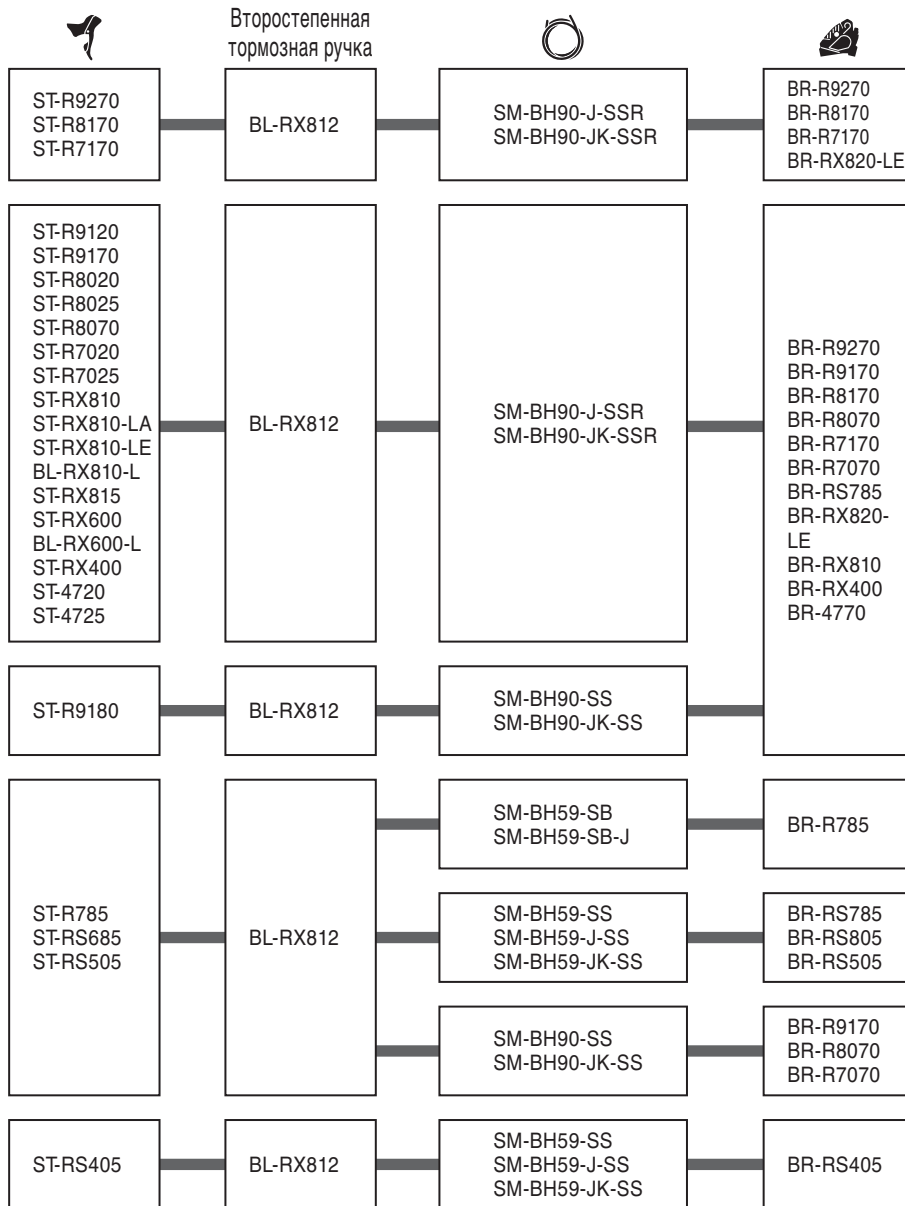 Второстепенная
тормозная ручка
ST-R9270
ST-R8170
ST-R7170
BL-RX812
SM-BH90-J-SSR
SM-BH90-JK-SSR
BR-R9270
BR-R8170
BR-R7170
BR-RX820-LE
ST-R9120
ST-R9170
ST-R8020
ST-R8025
ST-R8070
ST-R7020
ST-R7025
ST-RX810
ST-RX810-LA
ST-RX810-LE
BL-RX810-L
ST-RX815
ST-RX600
BL-RX600-L
ST-RX400
ST-4720
ST-4725
BL-RX812
SM-BH90-J-SSR
SM-BH90-JK-SSR
BR-R9270
BR-R9170
BR-R8170
BR-R8070
BR-R7170
BR-R7070
BR-RS785
BR-RX820-
LE
BR-RX810
BR-RX400
BR-4770
ST-R9180
BL-RX812
SM-BH90-SS
SM-BH90-JK-SS
ST-R785
ST-RS685
ST-RS505
BL-RX812
SM-BH59-SB
SM-BH59-SB-J
BR-R785
SM-BH59-SS
SM-BH59-J-SS
SM-BH59-JK-SS
BR-RS785
BR-RS805
BR-RS505
SM-BH90-SS
SM-BH90-JK-SS
BR-R9170
BR-R8070
BR-R7070
ST-RS405
BL-RX812
SM-BH59-SS
SM-BH59-J-SS
SM-BH59-JK-SS
BR-RS405